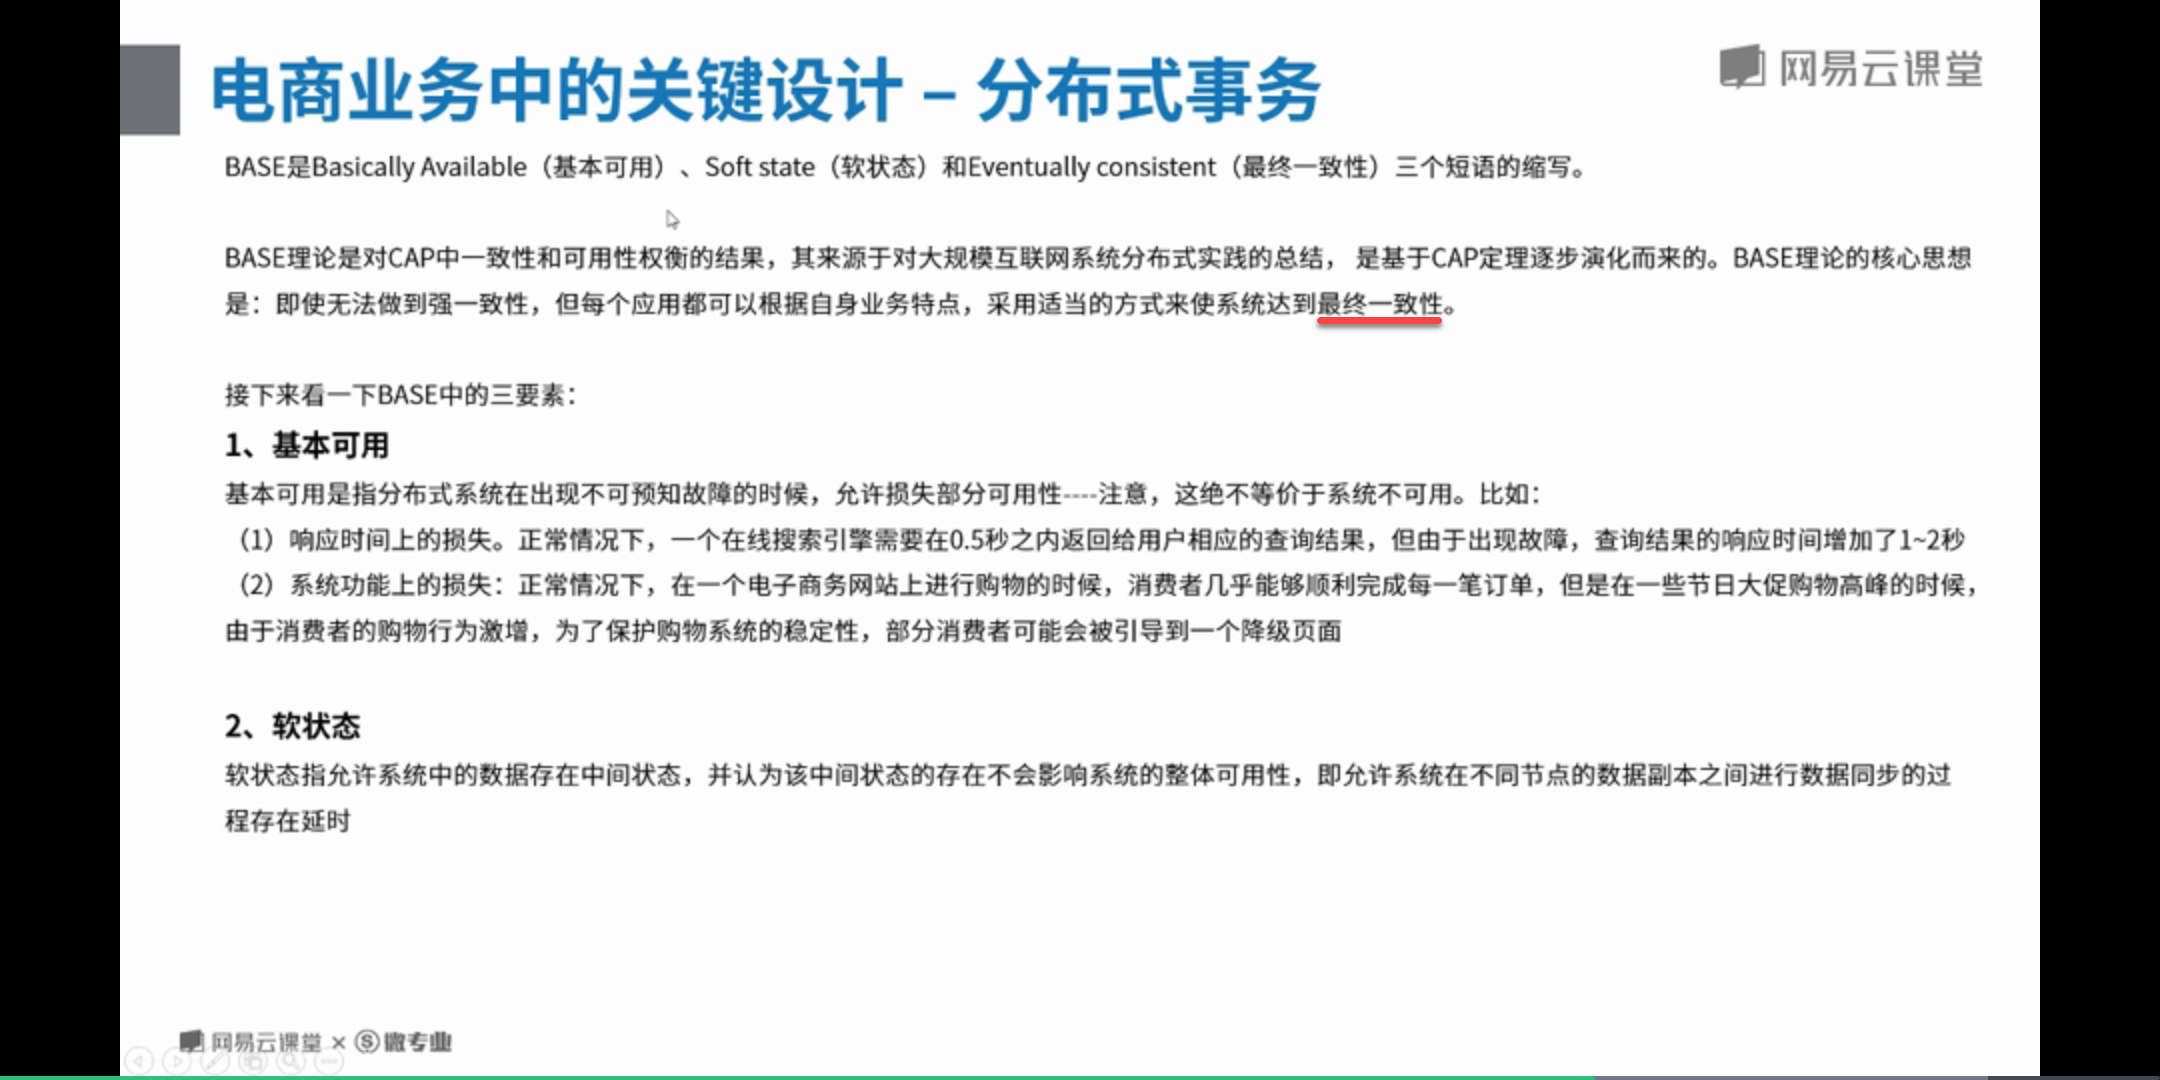 电商业务中的关键设计 – 分布式事务
网易云课堂
BASE是Basically Available（基本可用）、Soft state（软状态）和Eventually consistent（最终一致性）三个短语的缩写。
BASE理论是对CAP中一致性和可用性权衡的结果，其来源于对大规模互联网系统分布式实践的总结， 是基于CAP定理逐步演化而来的。BASE理论的核心思想
是：即使无法做到强一致性，但每个应用都可以根据自身业务特点，采用适当的方式来使系统达到最终一致性。
接下来看一下BASE中的三要素：
1、基本可用
基本可用是指分布式系统在出现不可预知故障的时候，允许损失部分可用性----注意，这绝不等价于系统不可用。比如：
（1）响应时间上的损失。正常情况下，一个在线搜索引擎需要在0.5秒之内返回给用户相应的查询结果，但由于出现故障，查询结果的响应时间增加了1~2秒
（2）系统功能上的损失：正常情况下，在一个电子商务网站上进行购物的时候，消费者几乎能够顺利完成每一笔订单，但是在一些节日大促购物高峰的时候，
由于消费者的购物行为激增，为了保护购物系统的稳定性，部分消费者可能会被引导到一个降级页面
2、软状态
软状态指允许系统中的数据存在中间状态，并认为该中间状态的存在不会影响系统的整体可用性，即允许系统在不同节点的数据副本之间进行数据同步的过
程存在延时
网易云课堂 × Ⓢ微专业